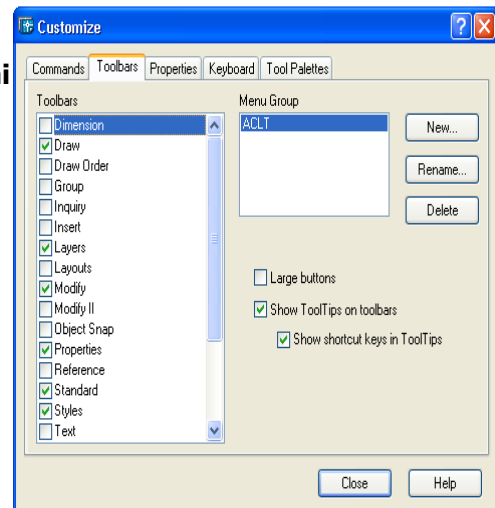 Customize
ni
Commands Toolbars Properties Keyboard Tool Palettes
Toolbars
Dimension
Draw
Draw Order
Group
Inquiry
Insert
Layers
Layouts
Modify
Modify II
Object Snap
Properties
Reference
Standard
Styles
Text
Menu Group
ACLT
New...
Rename...
Delete
Large buttons
Show ToolTips on toolbars
Show shortcut keys in ToolTips
Close Help